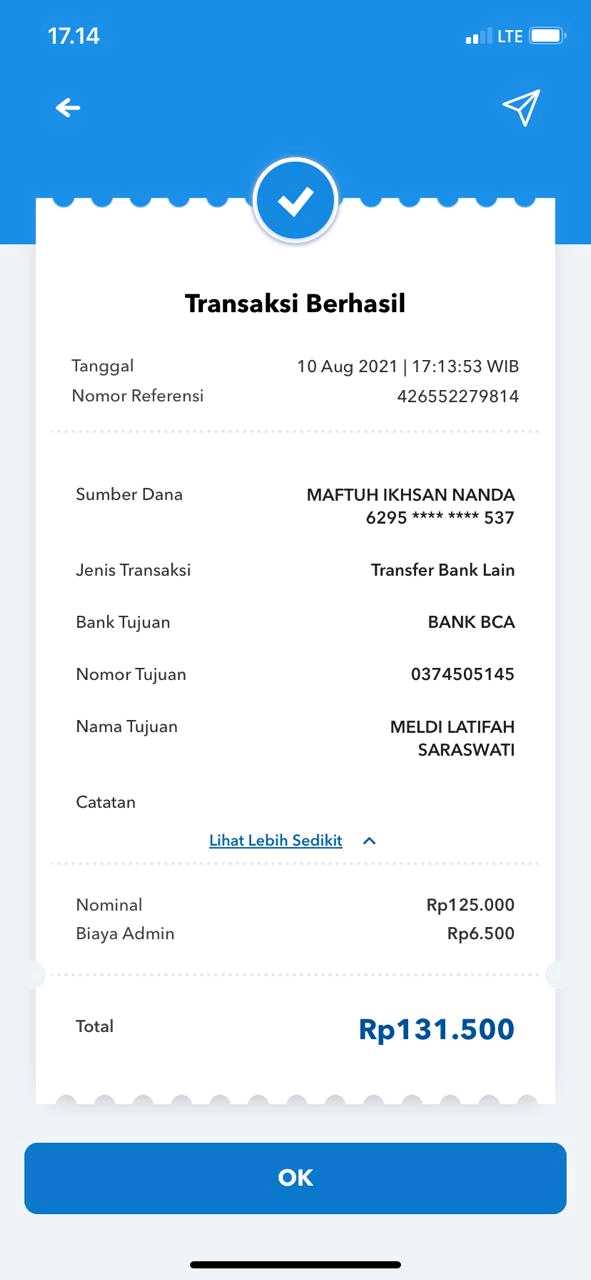 17.14 LTE
Transaksi Berhasil
Tanggal 10 Aug 2021 | 17:13:53 WIB
Nomor Referensi 426552279814
Sumber Dana MAFTUH IKHSAN NANDA
6295 **** **** 537
Jenis Transaksi Transfer Bank Lain
Bank Tujuan BANK BCA
Nomor Tujuan 0374505145
Nama Tujuan MELDI LATIFAH
SARASWATI
Catatan
Lihat Lebih Sedikit
Nominal Rp125.000
Biaya Admin Rp6.500
Total Rp131.500
OK